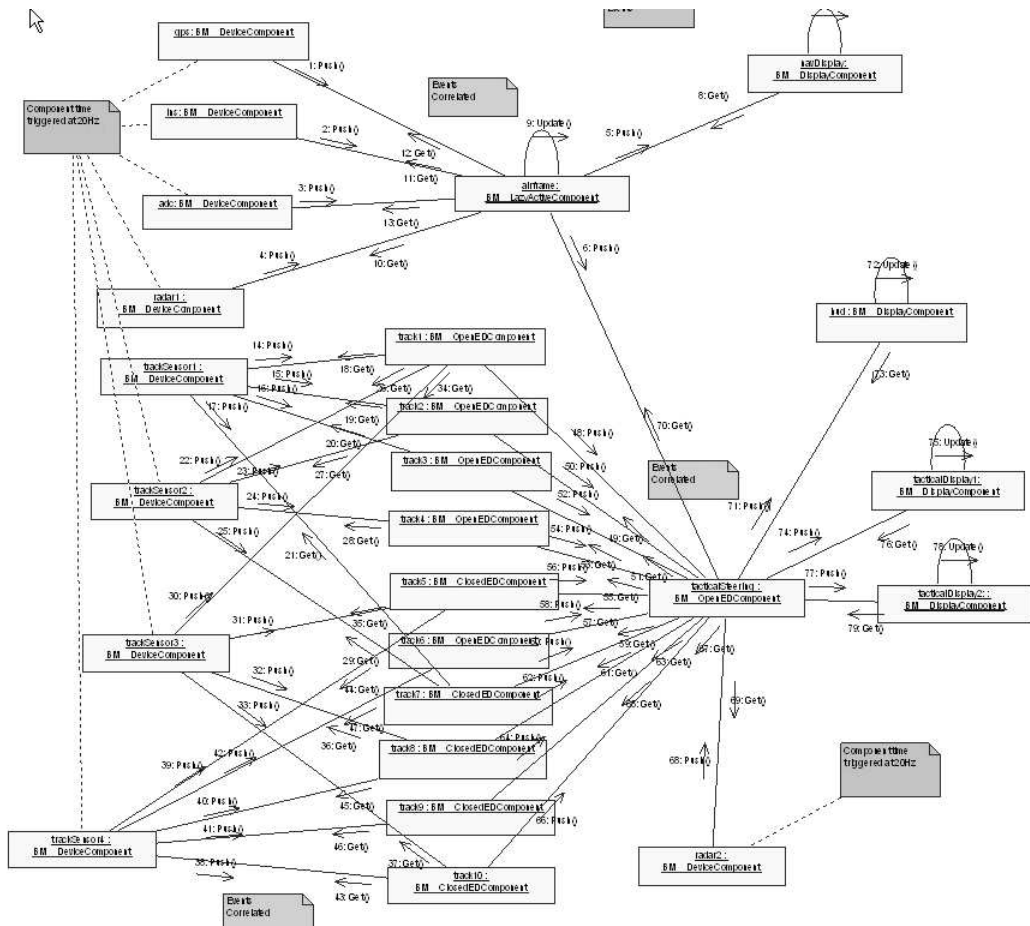 gps: BM__DeviceComponent
1: Push()
Events
Correlated
navDisplay:
BM__DisplayComponent
8: Get()
Component time
triggered at 20Hz
ins: BM__DeviceComponent
2: Push()
9: Update()
5: Push()
12: Get()
11: Get()
airframe:
BM__LazyActiveComponent
3: Push()
adc: BM__DeviceComponent
13: Get()
6: Push()
4: Push()
10: Get()
72: Update()
radar1 :
BM__DeviceComponent
hud : BM__DisplayComponent
14: Push()
track1 : BM__OpenEDComponent
trackSensor1 :
BM__DeviceComponent
15: Push()
18: Get()
16: Push()
34: Get()
73: Get()
17: Push()
track2 : BM__OpenEDComponent
19: Get()
70: Get()
48: Push()
20: Get()
75: Update()
22: Push()
23: Push()
27: Get()
track3 : BM__OpenEDComponent
50: Push()
Events
Correlated
tacticalDisplay1 :
BM__DisplayComponent
trackSensor2 :
BM__DeviceComponent
24: Push()
52: Push()
71: Push()
25: Push()
track4 : BM__OpenEDComponent
54: Push()
49: Get()
74: Push()
28: Get()
76: Get()
78: Update()
21: Get()
56: Push()
51: Get()
track5 : BM__ClosedEDComponent
tacticalSteering :
BM__OpenEDComponent
77: Push()
tacticalDisplay2 :
BM__DisplayComponent
30: Push()
55: Get()
58: Push()
31: Push()
35: Get()
57: Get()
79: Get()
trackSensor3 :
BM__DeviceComponent
track6 : BM__OpenEDComponent
59: Get()
67: Get()
29: Get()
63: Get()
32: Push()
61: Get()
44: Get()
track7 : BM__ClosedEDComponent
62: Push()
69: Get()
33: Push()
65: Get()
41: Get()
64: Push()
36: Get()
42: Push()
track8 : BM__ClosedEDComponent
Component time
triggered at 20Hz
39: Push()
68: Push()
40: Push()
45: Get()
track9 : BM__ClosedEDComponent
41: Push()
66: Push()
trackSensor4 :
BM__DeviceComponent
46: Get()
38: Push()
37: Get()
radar2 :
BM__DeviceComponent
track10 :
BM__ClosedEDComponent
43: Get()
Events
Correlated